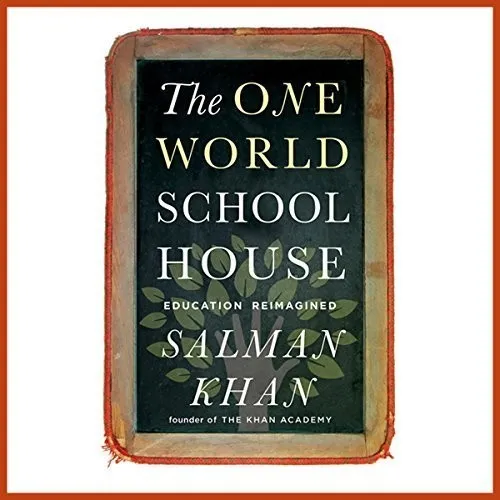 The ONE
WORLD
SCHOOL
HOUSE
EDUCATION REIMAGINED
SALMAN
KHAN
founder of THE KHAN ACADEMY